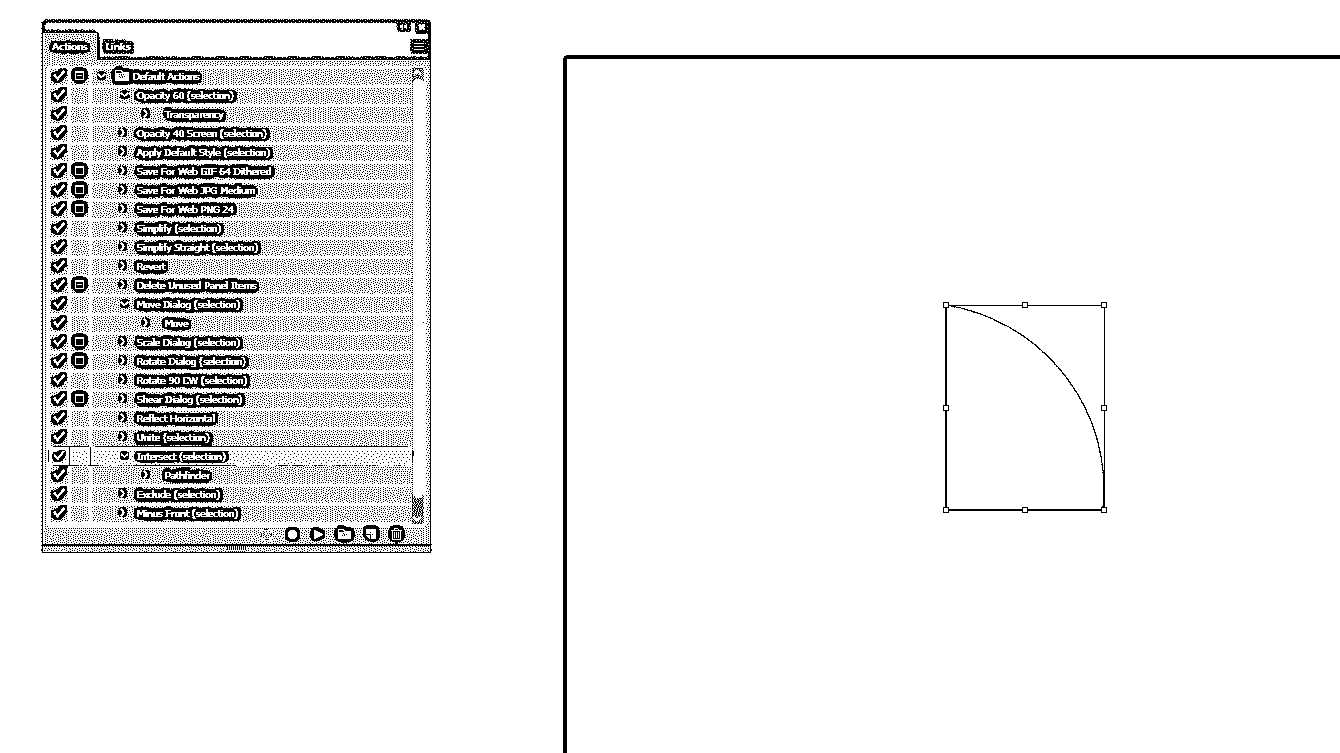 Actions Links
Default Actions
Opacity 60 (selection)
Transparency
Opacity 40 Screen (selection)
Apply Default Style (selection)
Save For Web GIF 64 Dithered
Save For Web JPG Medium
Save For Web PNG 24
Simplify (selection)
Simplify Straight (selection)
Revert
Delete Unused Panel Items
Move Dialog (selection)
Move
Scale Dialog (selection)
Rotate Dialog (selection)
Rotate 90 CW (selection)
Shear Dialog (selection)
Reflect Horizontal
Unite (selection)
Intersect (selection)
Pathfinder
Exclude (selection)
Minus Front (selection)